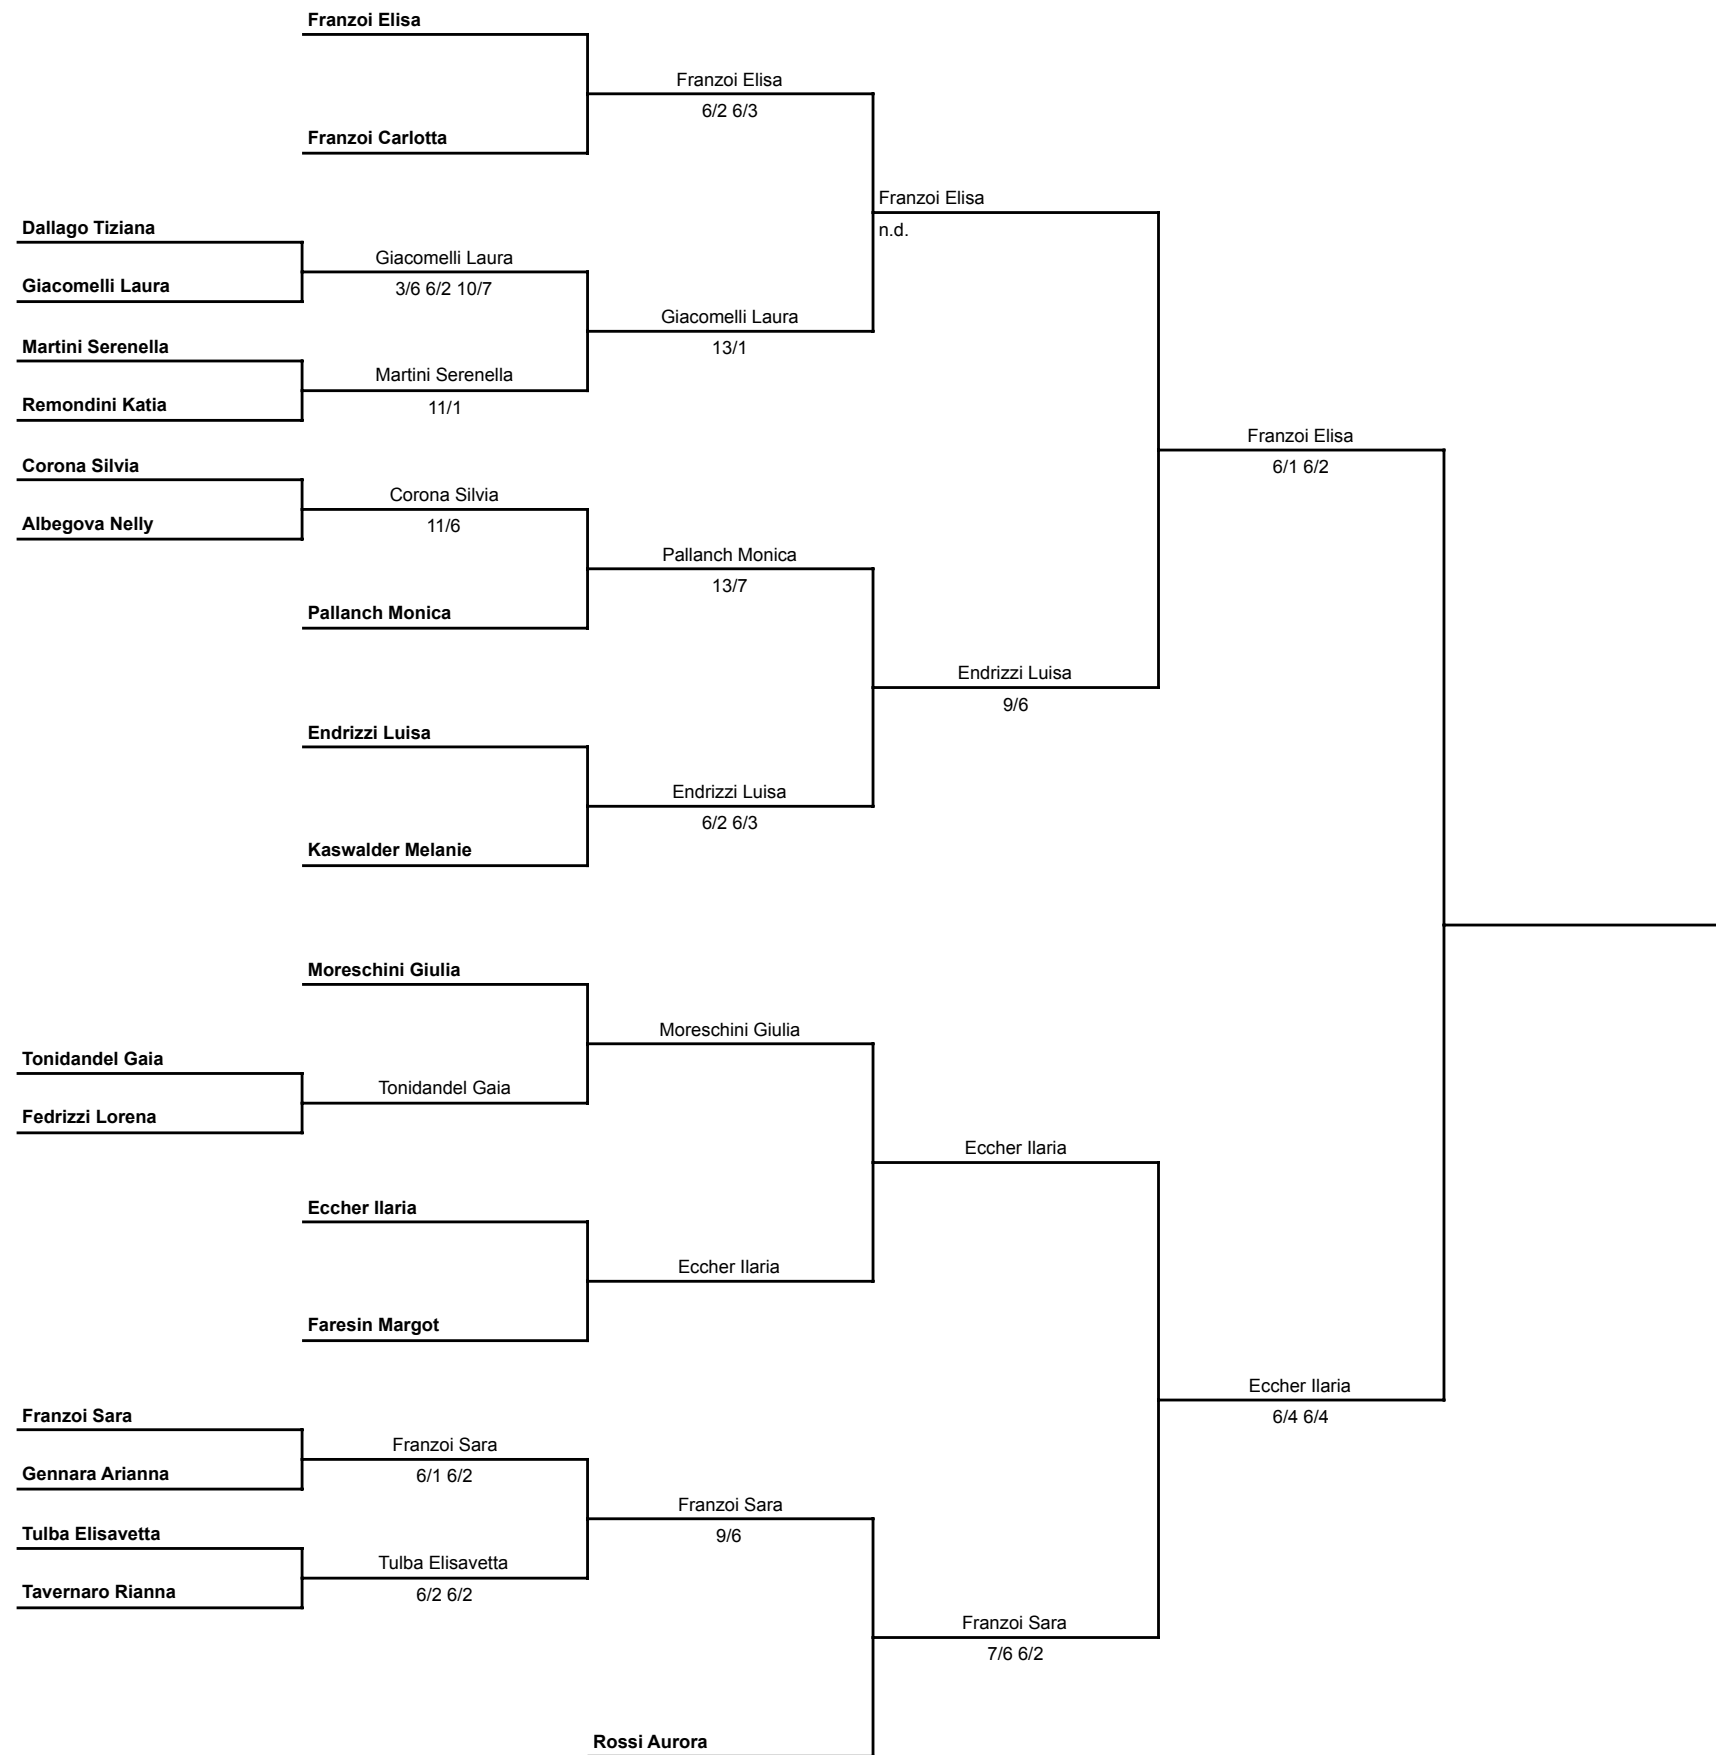 Franzoi Elisa
Franzoi Elisa
6/2 6/3
Franzoi Carlotta
Franzoi Elisa
n.d.
Dallago Tiziana
Giacomelli Laura
3/6 6/2 10/7
Giacomelli Laura
Giacomelli Laura
13/1
Martini Serenella
Martini Serenella
11/1
Remondini Katia
Franzoi Elisa
6/1 6/2
Corona Silvia
Corona Silvia
11/6
Albegova Nelly
Pallanch Monica
13/7
Pallanch Monica
Endrizzi Luisa
9/6
Endrizzi Luisa
Endrizzi Luisa
6/2 6/3
Kaswalder Melanie
Moreschini Giulia
Moreschini Giulia
Tonidandel Gaia
Tonidandel Gaia
Fedrizzi Lorena
Eccher Ilaria
Eccher Ilaria
Eccher Ilaria
Faresin Margot
Eccher Ilaria
6/4 6/4
Franzoi Sara
Franzoi Sara
6/1 6/2
Gennara Arianna
Franzoi Sara
9/6
Tulba Elisavetta
Tulba Elisavetta
6/2 6/2
Tavernaro Rianna
Franzoi Sara
7/6 6/2
Rossi Aurora